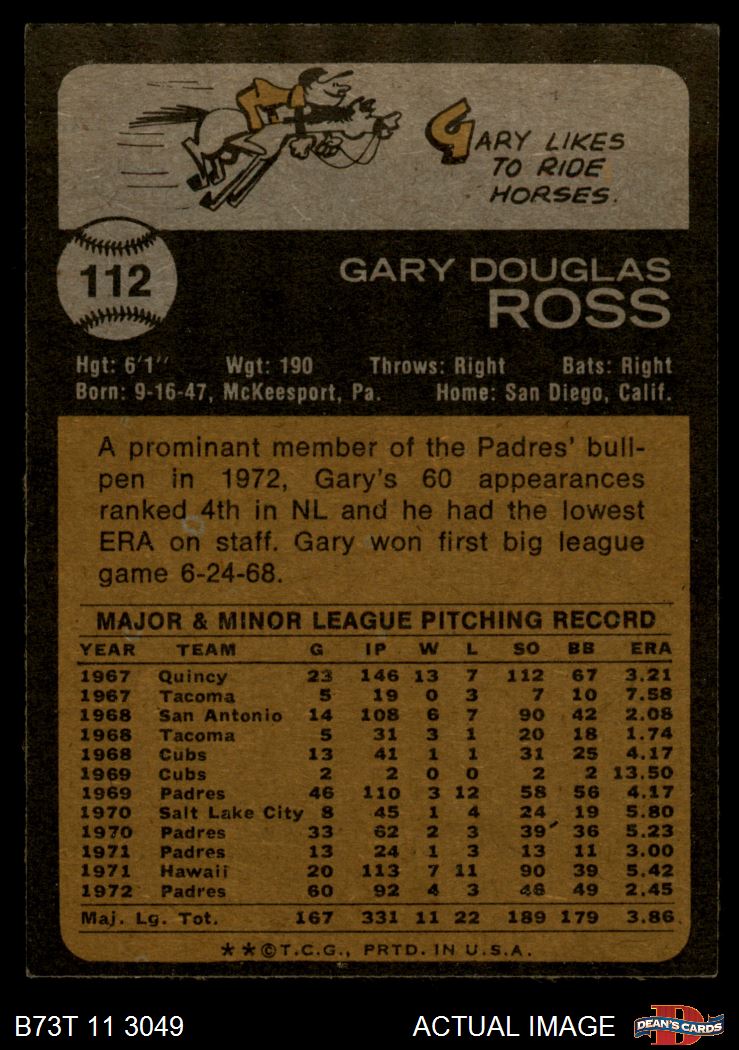 GARY LIKES
TO RIDE
HORSES.
112
GARY DOUGLAS
ROSS
Hgt: 6'1" Wgt: 190 Throws: Right Bats: Right
Born: 9-16-47, McKeesport, Pa. Home: San Diego, Calif.
A prominant member of the Padres' bull-
pen in 1972, Gary's 60 appearances
ranked 4th in NL and he had the lowest
ERA on staff. Gary won first big league
game 6-24-68.
MAJOR & MINOR LEAGUE PITCHING RECORD
YEAR TEAM G IP W L SO BB ERA
1967 Quincy 23 146 13 7 112 67 3.21
1967 Tacoma 5 19 0 3 7 10 7.58
1968 San Antonio 14 108 6 7 90 42 2.08
1968 Tacoma 5 31 3 1 20 18 1.74
1968 Cubs 13 41 1 1 31 25 4.17
1969 Cubs 2 2 0 0 2 2 13.50
1969 Padres 46 110 3 12 58 56 4.17
1970 Salt Lake City 8 45 1 4 24 19 5.80
1970 Padres 33 62 2 3 39 36 5.23
1971 Padres 13 24 1 3 13 11 3.00
1971 Hawaii 20 113 7 11 90 39 5.42
1972 Padres 60 92 4 3 46 49 2.45
Maj. Lg. Tot. 167 331 11 22 189 179 3.86
**©T.C.G., PRTD. IN U.S.A.
B73T 11 3049 ACTUAL IMAGE
DEAN'S CARDS